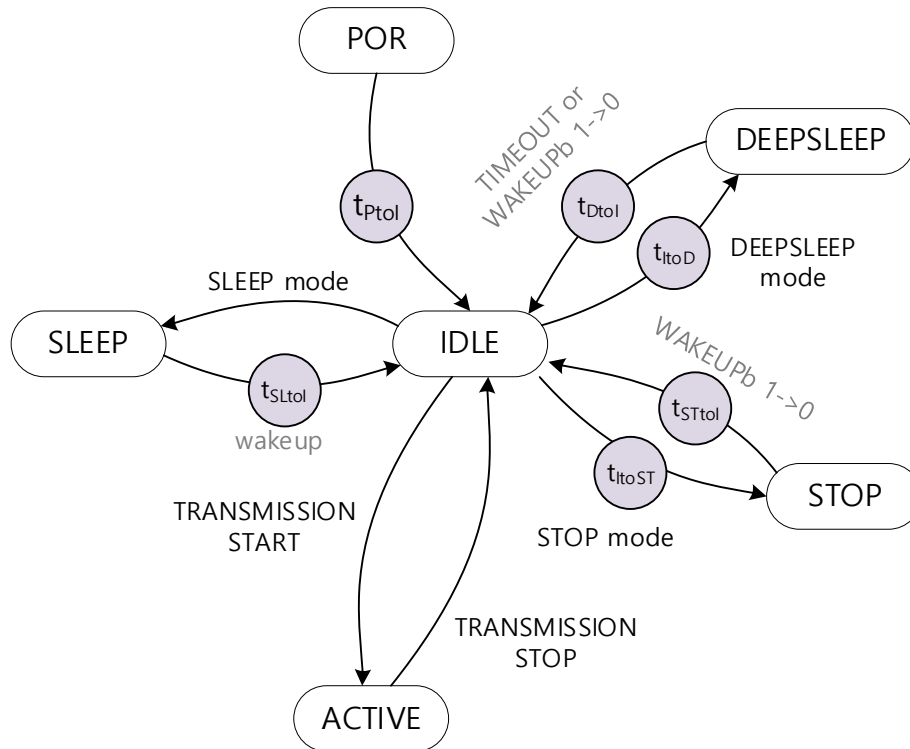 POR
TIMEOUT or
WAKEUPb 1->0
DEEPSLEEP
tPtoI
tDtoI
tItoD
DEEPSLEEP
mode
SLEEP mode
SLEEP
IDLE
tSLtoI
wakeup
WAKEUPb 1->0
tSTtoI
tItoST
STOP
STOP mode
TRANSMISSION
START
TRANSMISSION
STOP
ACTIVE